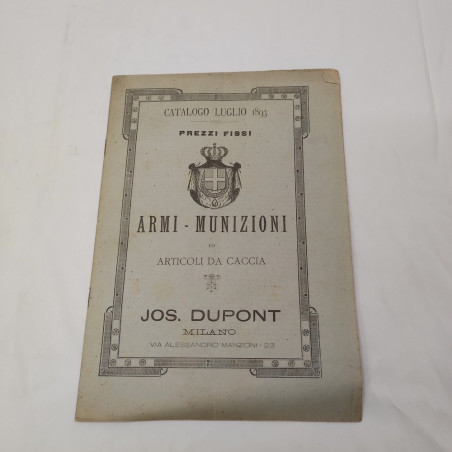 CATALOGO LUGLIO 1895
PREZZI FISSI
ARMI - MUNIZIONI
ED
ARTICOLI DA CACCIA
JOS. DUPONT
MILANO
VIA ALESSANDRO MANZONI - 23